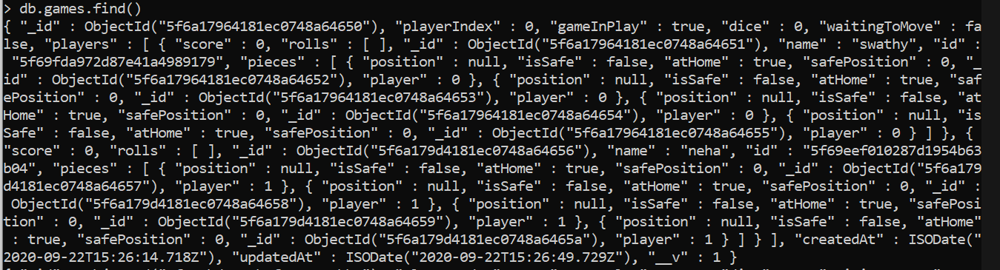 > db.games.find()
{ "_id" : ObjectId("5f6a17964181ec0748a64650"), "playerIndex" : 0, "gameInPlay" : true, "dice" : 0, "waitingToMove" : fa
lse, "players" : [ { "score" : 0, "rolls" : [ ], "_id" : ObjectId("5f6a17964181ec0748a64651"), "name" : "swathy", "id" :
 "5f69fda972d87e41a4989179", "pieces" : [ { "position" : null, "isSafe" : false, "atHome" : true, "safePosition" : 0, "_
id" : ObjectId("5f6a17964181ec0748a64652"), "player" : 0 }, { "position" : null, "isSafe" : false, "atHome" : true, "saf
ePosition" : 0, "_id" : ObjectId("5f6a17964181ec0748a64653"), "player" : 0 }, { "position" : null, "isSafe" : false, "at
Home" : true, "safePosition" : 0, "_id" : ObjectId("5f6a17964181ec0748a64654"), "player" : 0 }, { "position" : null, "is
Safe" : false, "atHome" : true, "safePosition" : 0, "_id" : ObjectId("5f6a17964181ec0748a64655"), "player" : 0 } ] }, {
"score" : 0, "rolls" : [ ], "_id" : ObjectId("5f6a179d4181ec0748a64656"), "name" : "neha", "id" : "5f69eef010287d1954b63
b04", "pieces" : [ { "position" : null, "isSafe" : false, "atHome" : true, "safePosition" : 0, "_id" : ObjectId("5f6a179
d4181ec0748a64657"), "player" : 1 }, { "position" : null, "isSafe" : false, "atHome" : true, "safePosition" : 0, "_id" :
 ObjectId("5f6a179d4181ec0748a64658"), "player" : 1 }, { "position" : null, "isSafe" : false, "atHome" : true, "safePosi
tion" : 0, "_id" : ObjectId("5f6a179d4181ec0748a64659"), "player" : 1 }, { "position" : null, "isSafe" : false, "atHome"
 : true, "safePosition" : 0, "_id" : ObjectId("5f6a179d4181ec0748a6465a"), "player" : 1 } ] } ], "createdAt" : ISODate("
2020-09-22T15:26:14.718Z"), "updatedAt" : ISODate("2020-09-22T15:26:49.729Z"), "__v" : 1 }